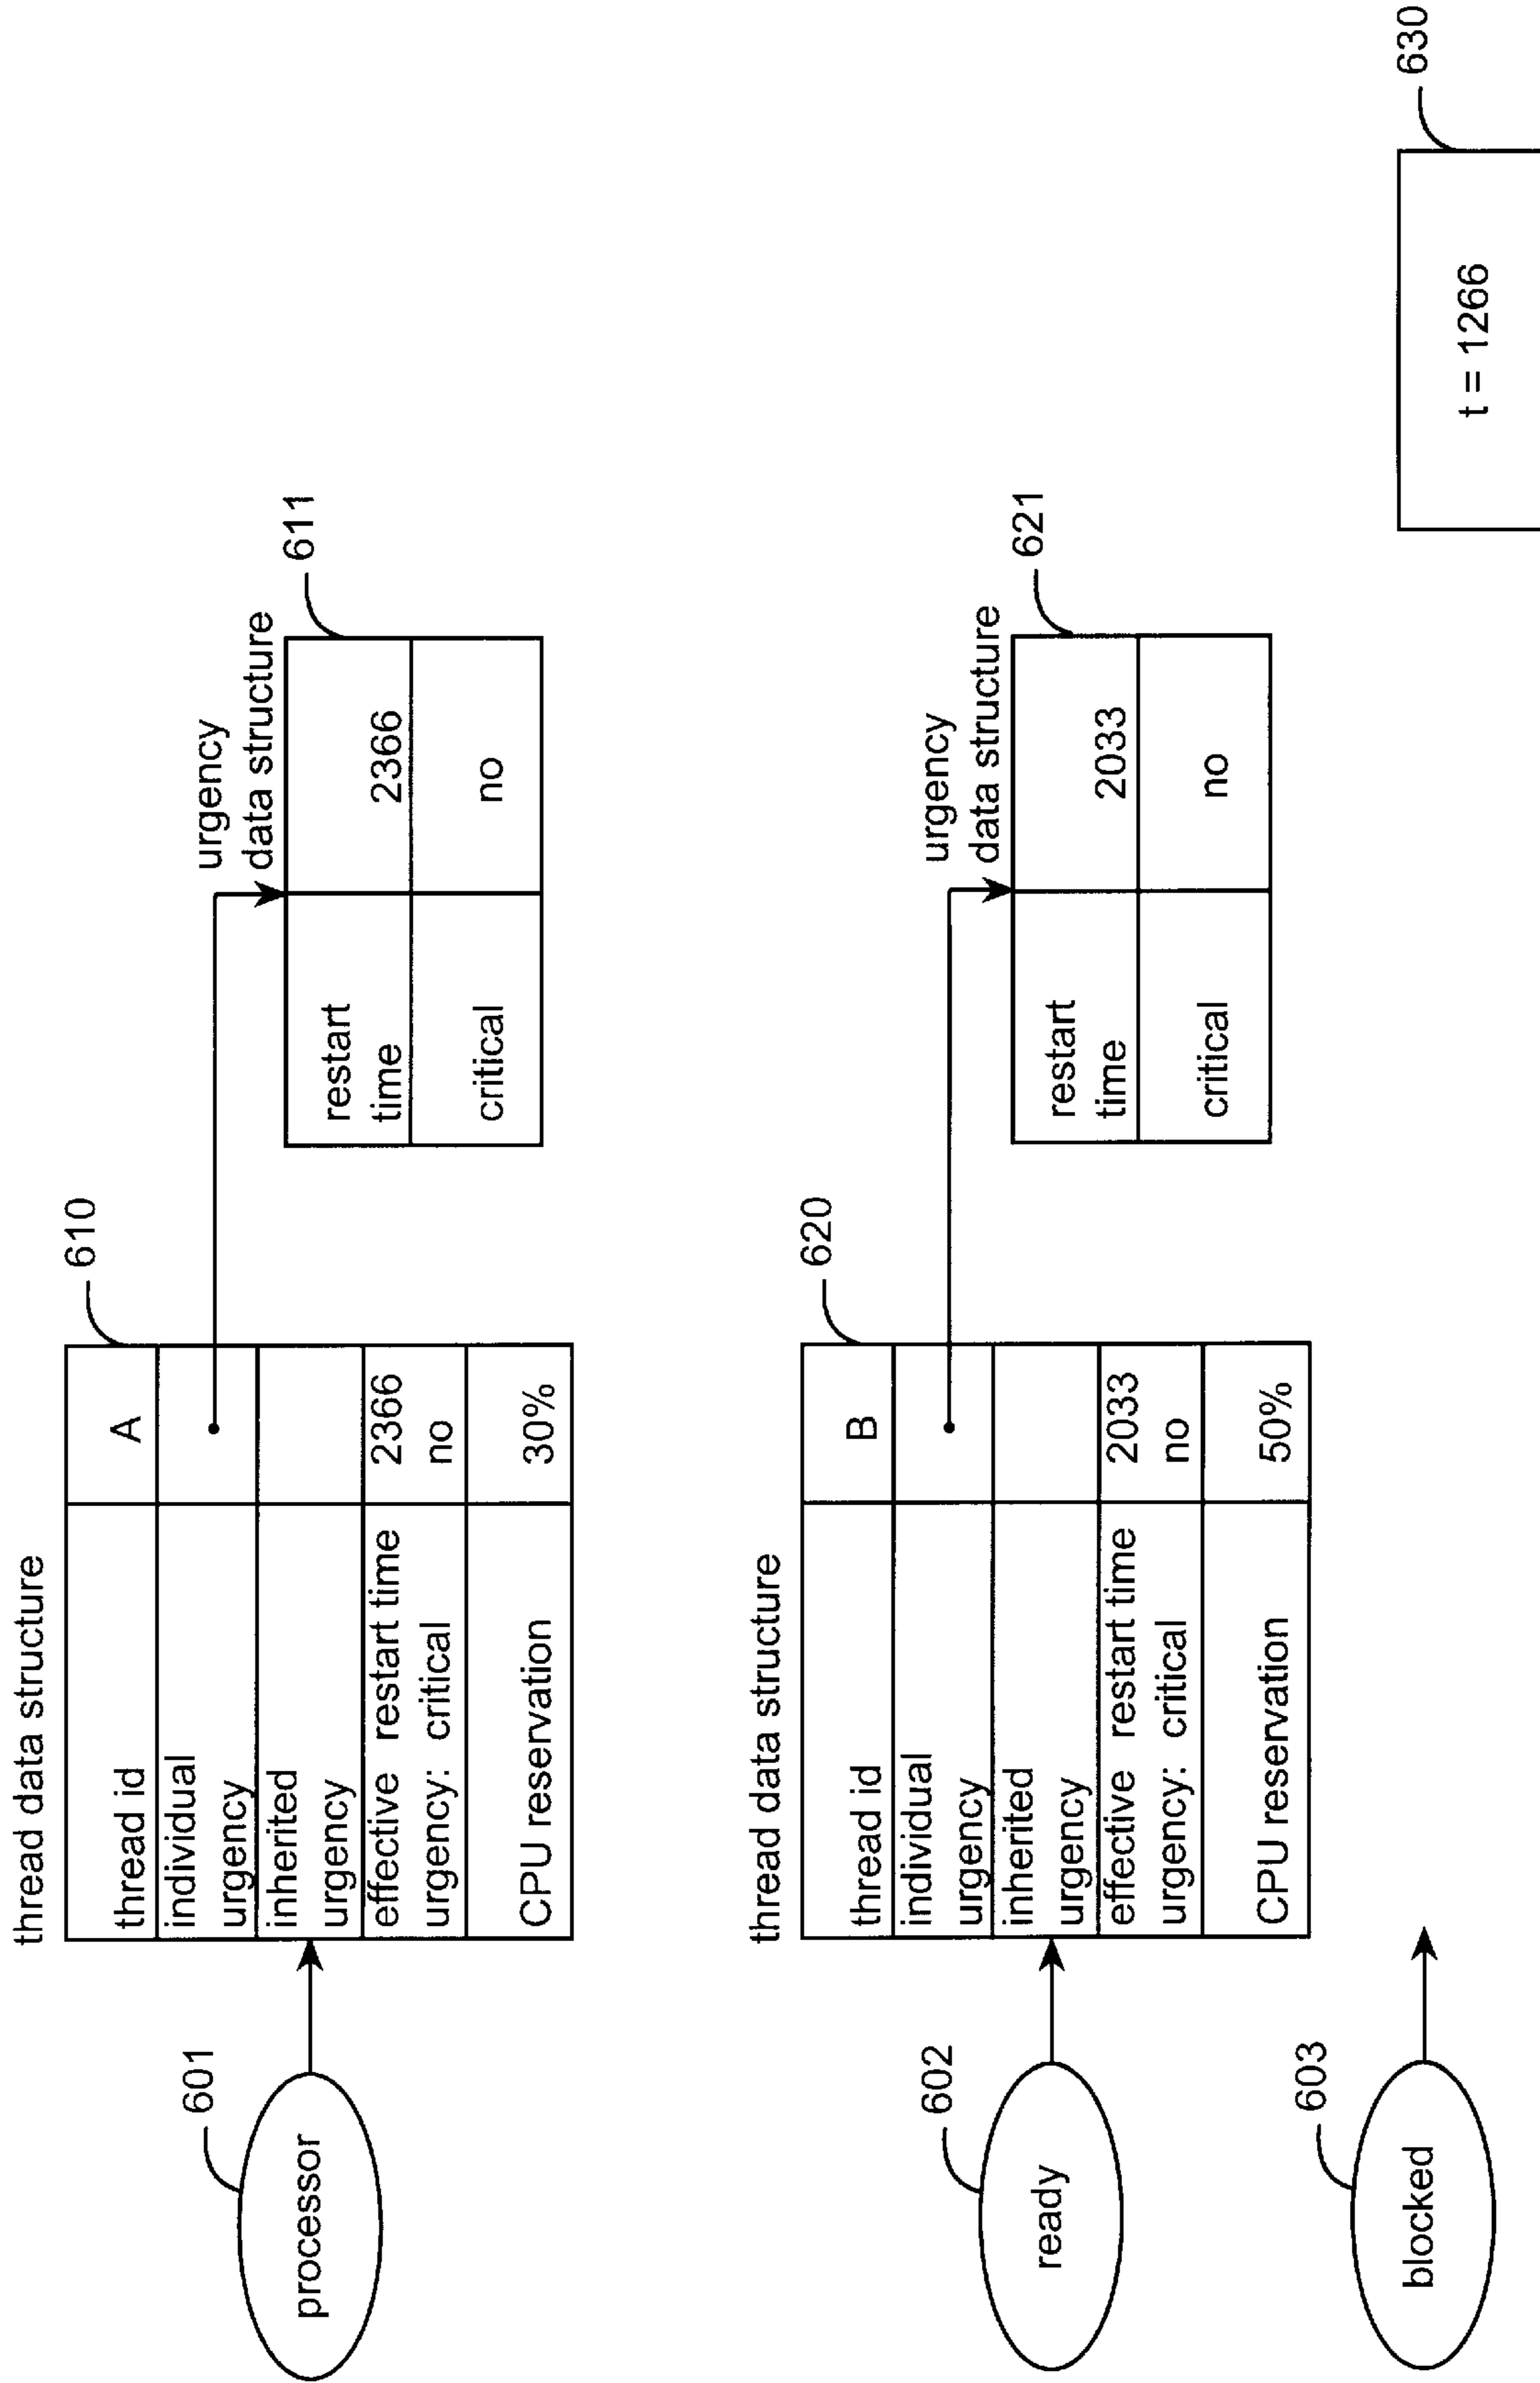 thread data structure
610
thread id
A
individual
urgency
inherited
urgency
effective restart time
2366
urgency: critical
no
CPU reservation
30%
601
processor
urgency
data structure
611
restart
time
2366
critical
no
thread data structure
620
thread id
B
individual
urgency
inherited
urgency
effective restart time
2033
urgency: critical
no
CPU reservation
50%
602
ready
urgency
data structure
621
restart
time
2033
critical
no
603
blocked
630
t = 1266